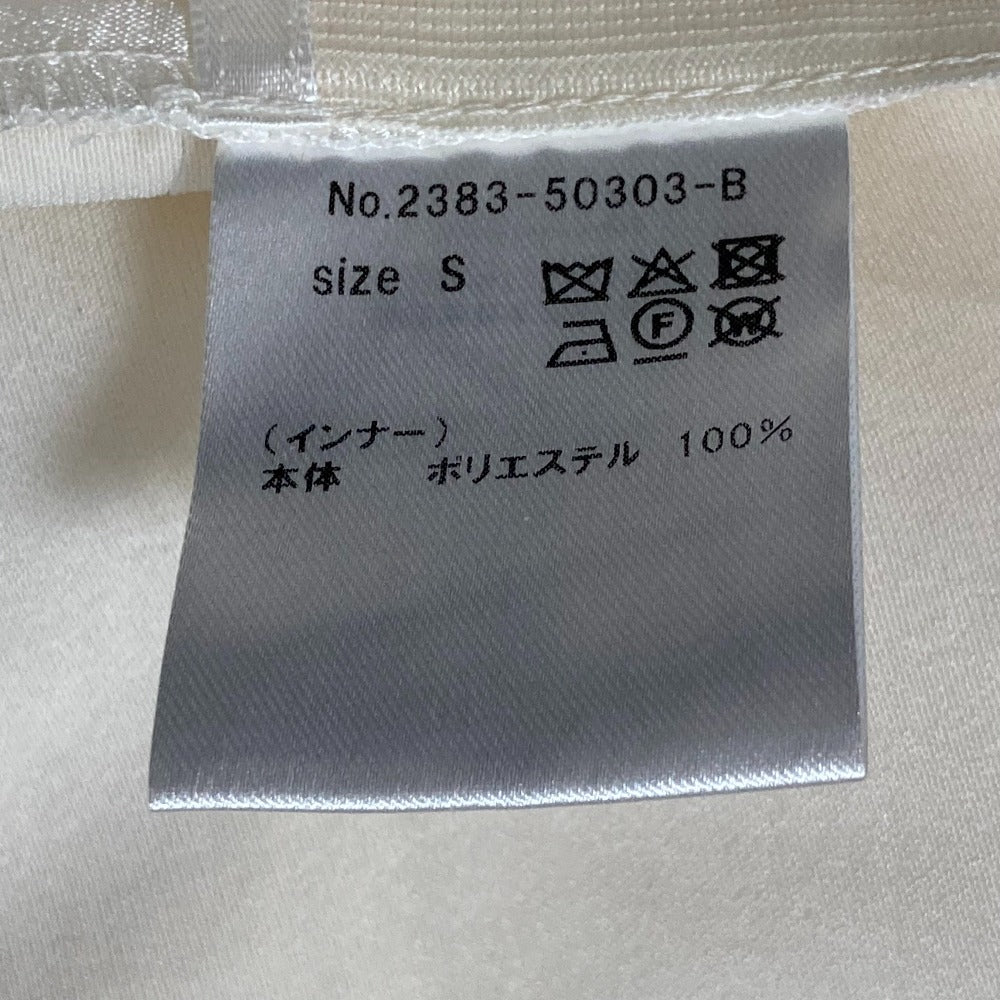 No.2383-50303-B
size S
F
W
(インナー)
本体 ポリエステル 100%